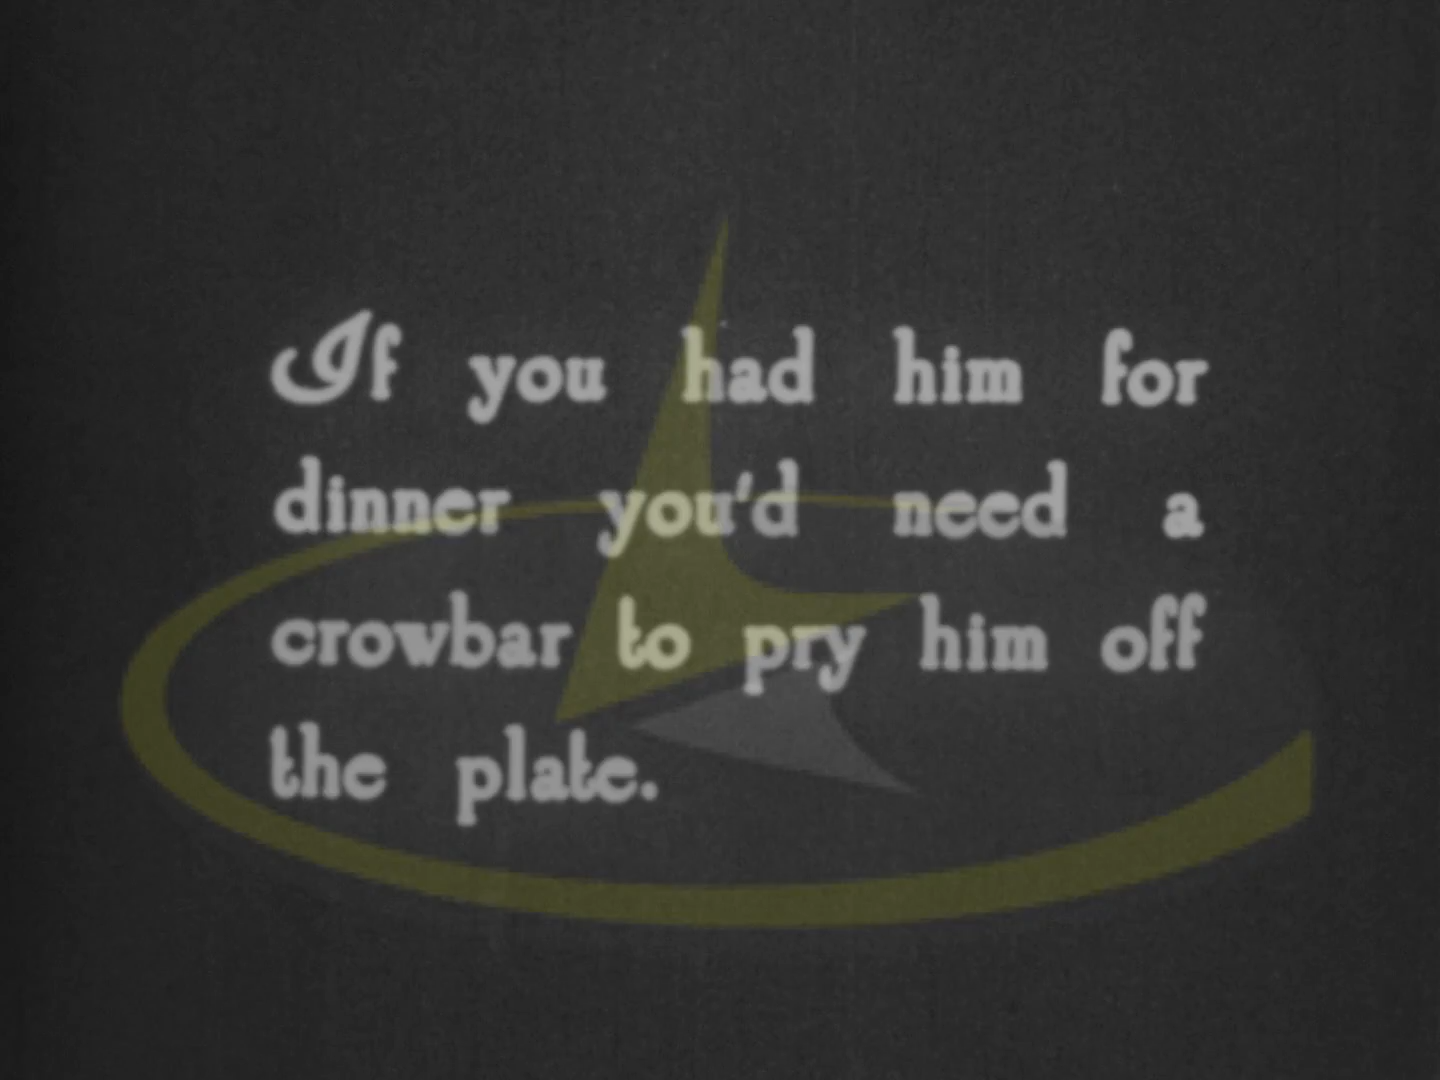 If you had him for
dinner you'd need a
crowbar to pry him off
the plate.